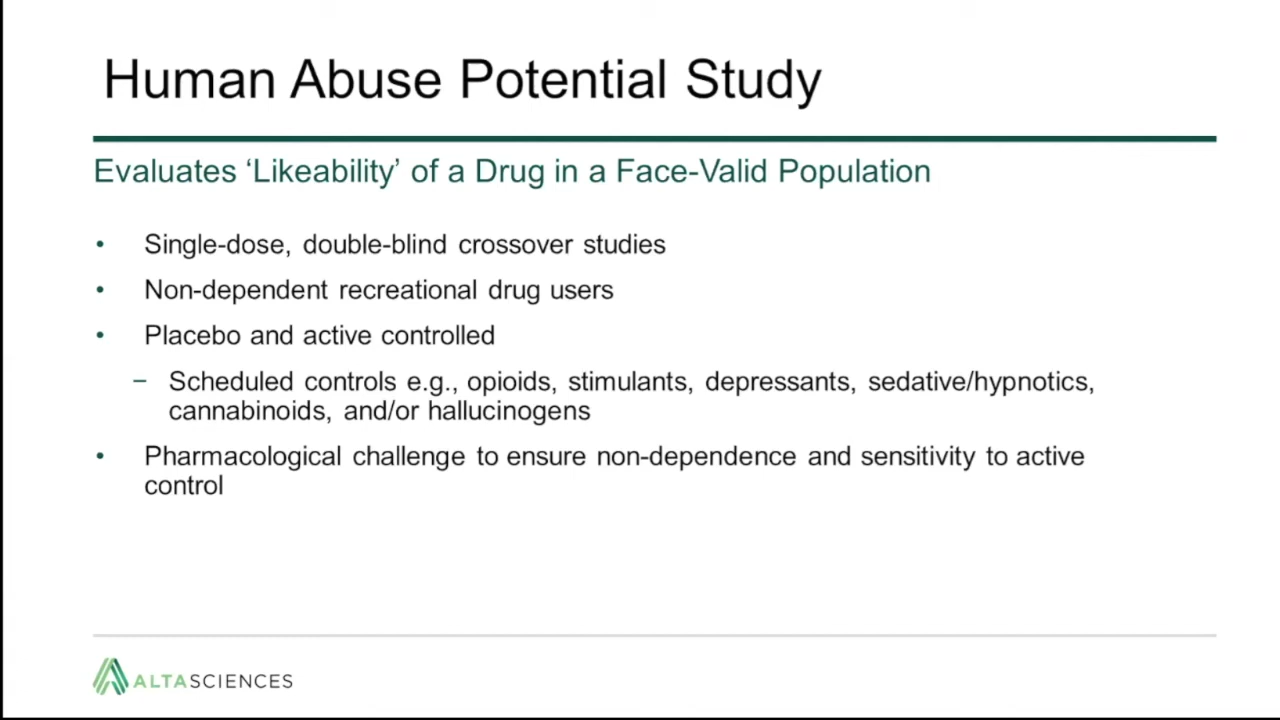 Human Abuse Potential Study
Evaluates ‘Likeability’ of a Drug in a Face-Valid Population
• Single-dose, double-blind crossover studies
• Non-dependent recreational drug users
• Placebo and active controlled
− Scheduled controls e.g., opioids, stimulants, depressants, sedative/hypnotics,
cannabinoids, and/or hallucinogens
• Pharmacological challenge to ensure non-dependence and sensitivity to active
control
ALTASCIENCES